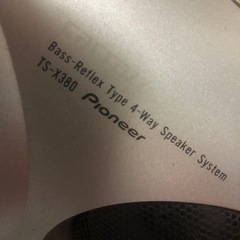 Bass-Reflex Type 4-Way Speaker System
TS-X380
Pioneer